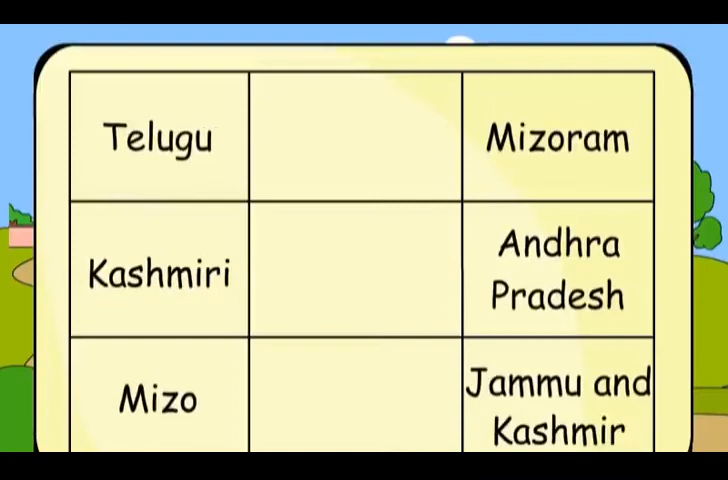 Telugu
Mizoram
Kashmiri
Andhra
Pradesh
Mizo
Jammu and
Kashmir